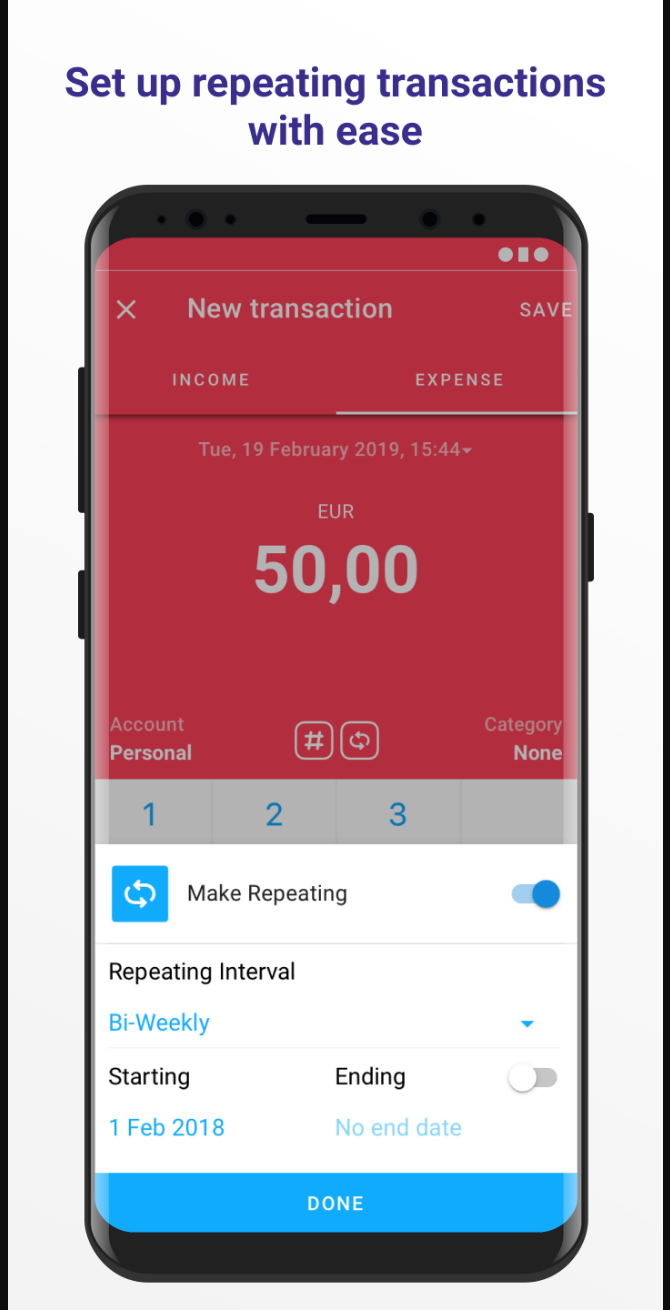 Set up repeating transactions
with ease
New transaction
SAVE
INCOME
EXPENSE
Tue, 19 February 2019, 15:44
EUR
50,00
Account
Category
Personal
#
None
1 2 3
Make Repeating
Repeating Interval
Bi-Weekly
Starting
Ending
1 Feb 2018
No end date
DONE